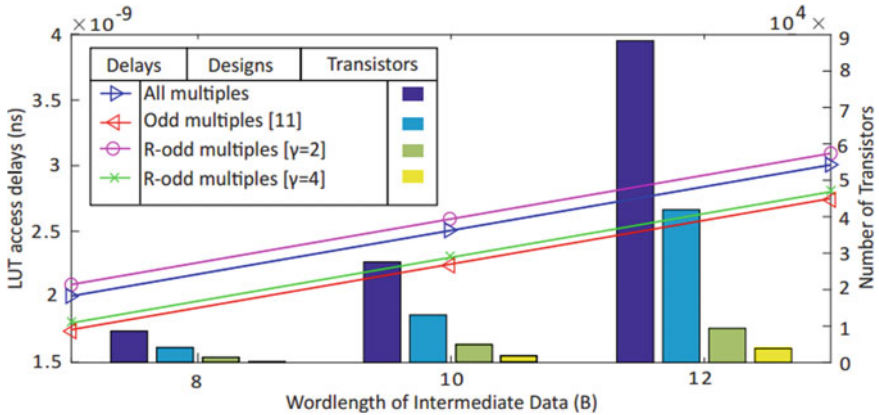 ×10⁻⁹
10⁴ ×
4
3.5
3
2.5
2
1.5
LUT access delays (ns)
Delays Designs Transistors
All multiples
Odd multiples [11]
R-odd multiples [γ=2]
R-odd multiples [γ=4]
9
8
7
6
5
4
3
2
1
0
Number of Transistors
8 10 12
Wordlength of Intermediate Data (B)